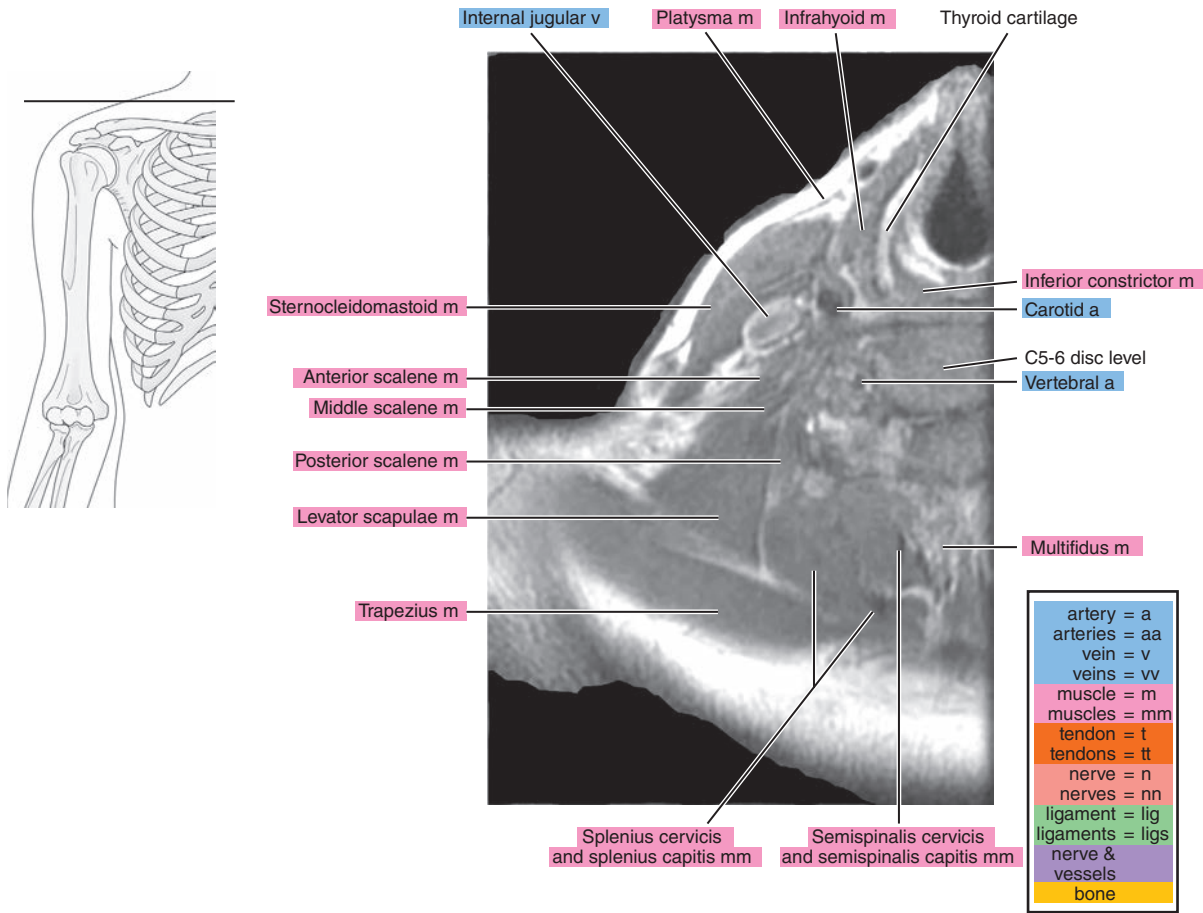 Internal jugular v
Platysma m
Infrahyoid m
Thyroid cartilage
Sternocleidomastoid m
Anterior scalene m
Middle scalene m
Posterior scalene m
Levator scapulae m
Trapezius m
Inferior constrictor m
Carotid a
C5-6 disc level
Vertebral a
Multifidus m
Splenius cervicis
and splenius capitis mm
Semispinalis cervicis
and semispinalis capitis mm
artery = a
arteries = aa
vein = v
veins = vv
muscle = m
muscles = mm
tendon = t
tendons = tt
nerve = n
nerves = nn
ligament = lig
ligaments = ligs
nerve &
vessels
bone